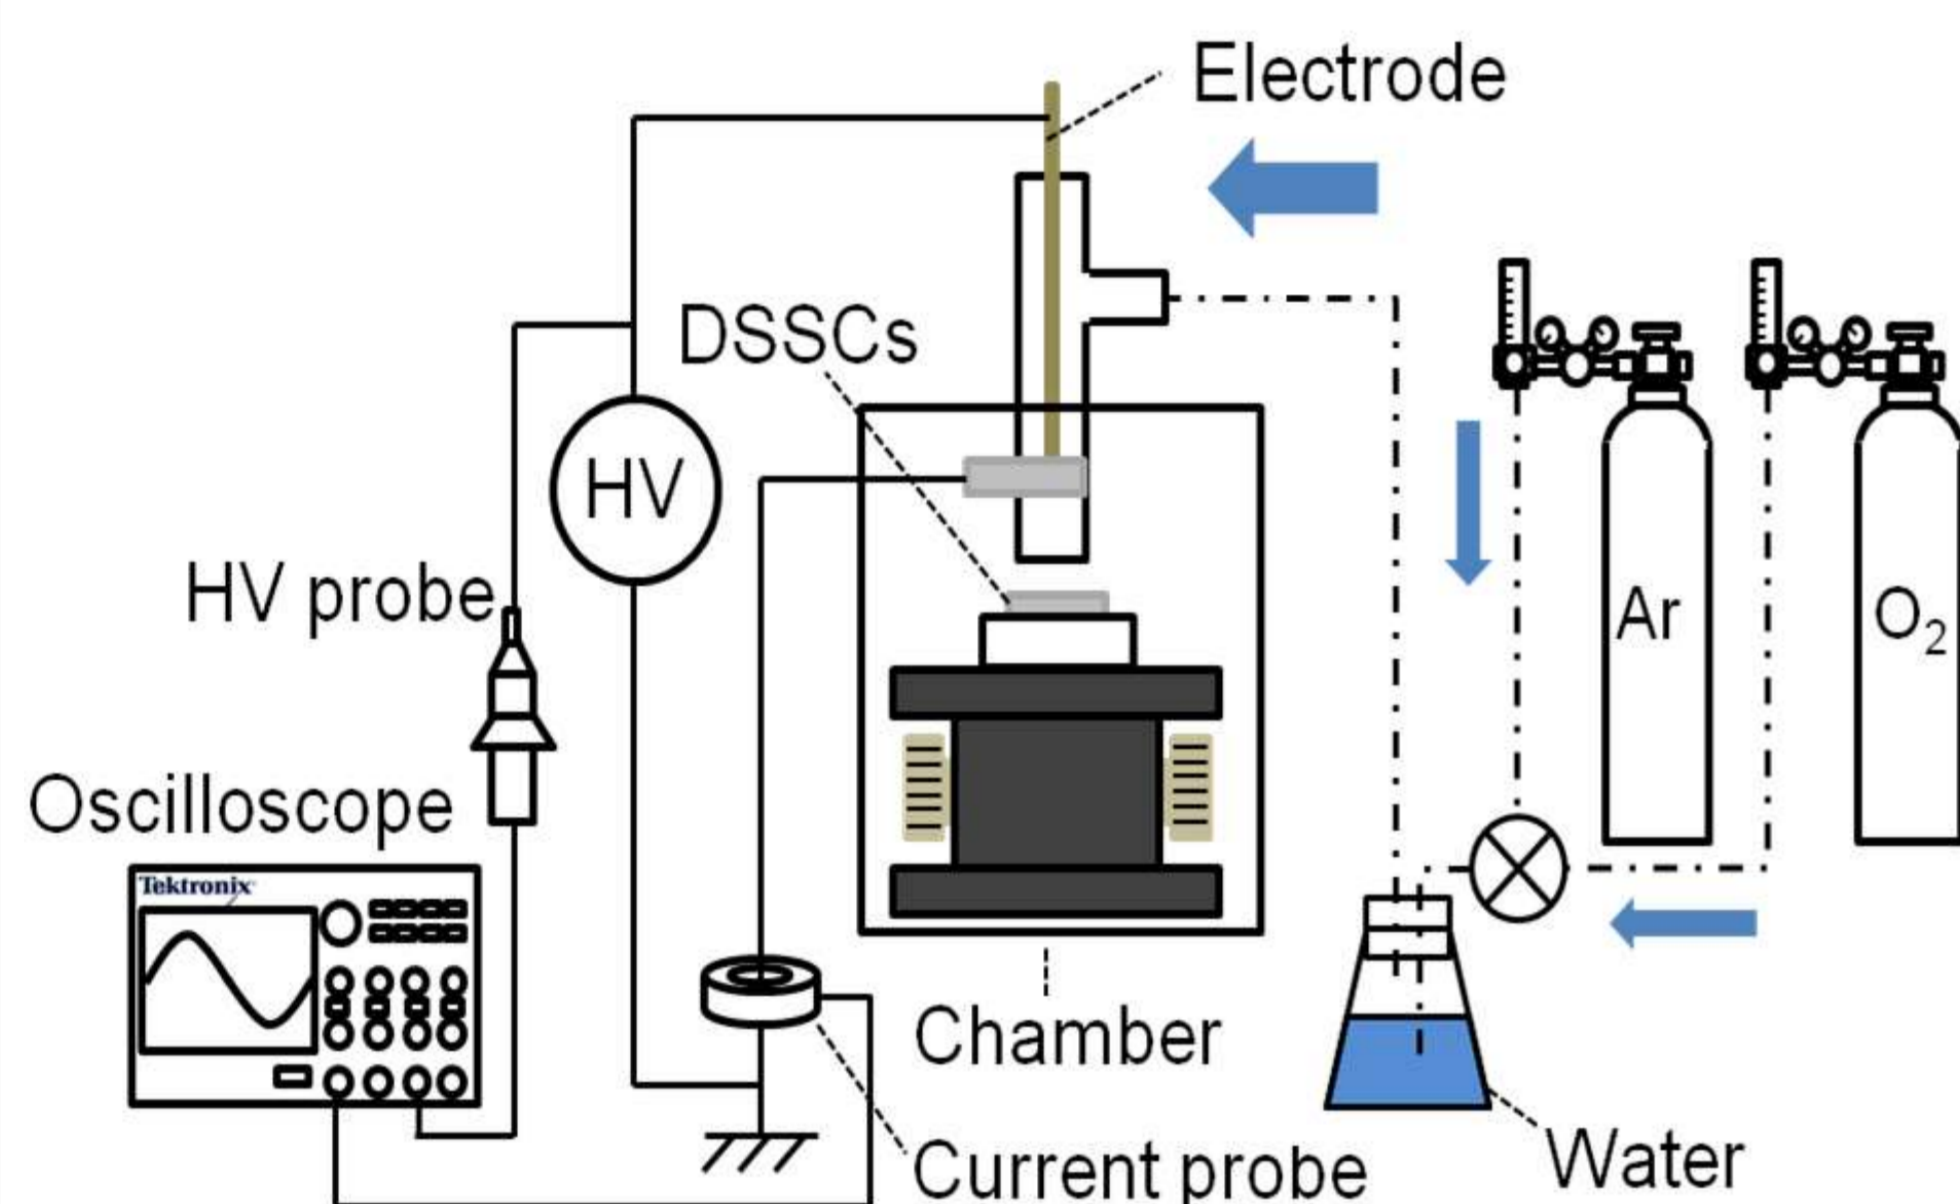 Electrode
DSSCs
HV
HV probe
Ar
O₂
Oscilloscope
Tektronix
Chamber
Current probe
Water